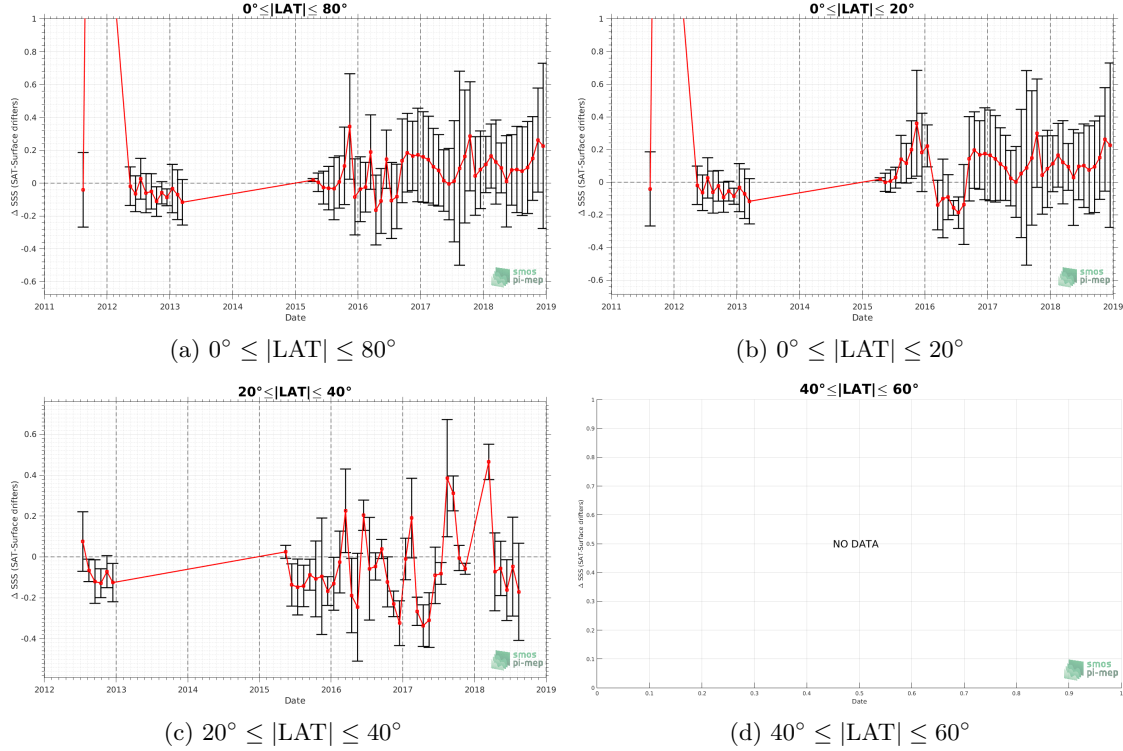 0°≤|LAT|≤ 80°
1
0.8
0.6
0.4
0.2
0
-0.2
-0.4
-0.6
Δ SSS (SAT-Surface drifters)
smos
pi-mep
2011 2012 2013 2014 2015 2016 2017 2018 2019
Date
(a) 0° ≤ |LAT| ≤ 80°
0°≤|LAT|≤ 20°
1
0.8
0.6
0.4
0.2
0
-0.2
-0.4
-0.6
Δ SSS (SAT-Surface drifters)
smos
pi-mep
2011 2012 2013 2014 2015 2016 2017 2018 2019
Date
(b) 0° ≤ |LAT| ≤ 20°
20°≤|LAT|≤ 40°
0.6
0.4
0.2
0
-0.2
-0.4
Δ SSS (SAT-Surface drifters)
smos
pi-mep
2012 2013 2014 2015 2016 2017 2018 2019
Date
(c) 20° ≤ |LAT| ≤ 40°
40°≤|LAT|≤ 60°
1
0.9
0.8
0.7
0.6
0.5
0.4
0.3
0.2
0.1
0
Δ SSS (SAT-Surface drifters)
NO DATA
smos
pi-mep
0 0.1 0.2 0.3 0.4 0.5 0.6 0.7 0.8 0.9 1
Date
(d) 40° ≤ |LAT| ≤ 60°